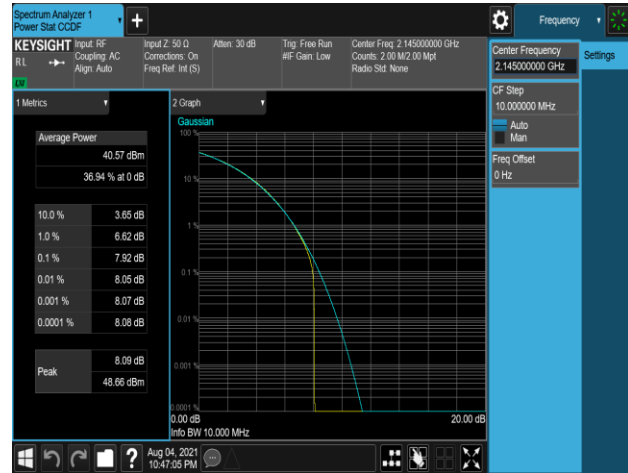 Spectrum Analyzer 1
Power Stat CCDF
Frequency
KEYSIGHT
RL
LXI
Input: RF
Coupling: AC
Align: Auto
Input Z: 50 Ω
Corrections: On
Freq Ref: Int (S)
Atten: 30 dB
Trig: Free Run
#IF Gain: Low
Center Freq: 2.145000000 GHz
Counts: 2.00 M/2.00 Mpt
Radio Std: None
Center Frequency
2.145000000 GHz
Settings
CF Step
10.000000 MHz
Auto
Man
Freq Offset
0 Hz
1 Metrics
Average Power
40.57 dBm
36.94 % at 0 dB
10.0 % 3.65 dB
1.0 % 6.62 dB
0.1 % 7.92 dB
0.01 % 8.05 dB
0.001 % 8.07 dB
0.0001 % 8.08 dB
Peak
8.09 dB
48.66 dBm
2 Graph
Gaussian
100 %
10 %
1 %
0.1 %
0.01 %
0.001 %
0.0001 %
0.00 dB 20.00 dB
Info BW 10.000 MHz
?
Aug 04, 2021
10:47:05 PM